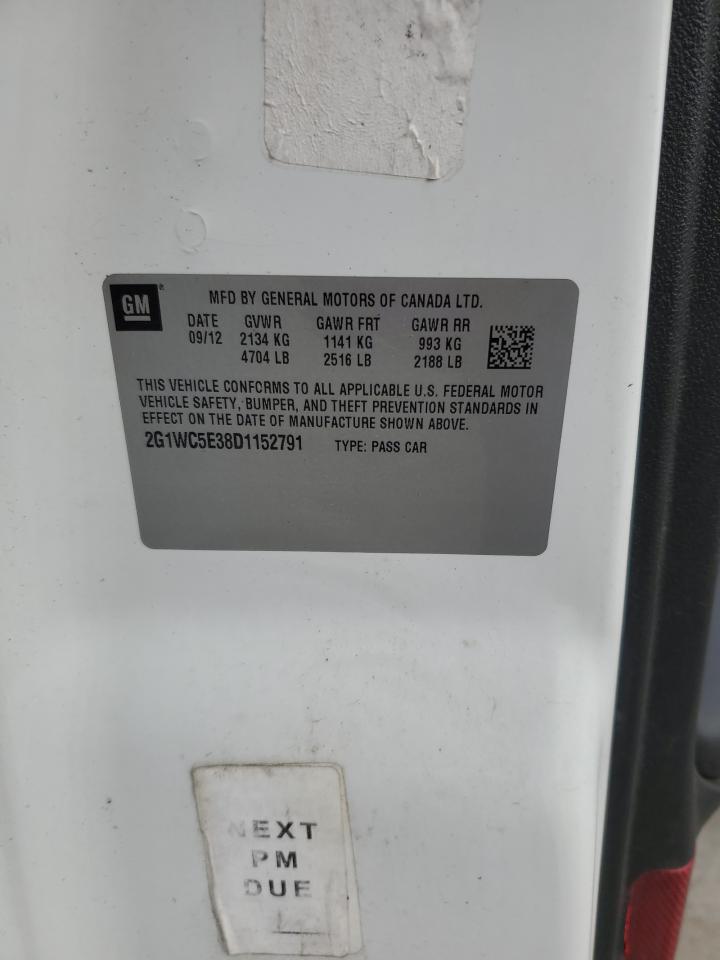 GM
MFD BY GENERAL MOTORS OF CANADA LTD.
DATE GVWR GAWR FRT GAWR RR
09/12 2134 KG 1141 KG 993 KG
4704 LB 2516 LB 2188 LB
THIS VEHICLE CONFORMS TO ALL APPLICABLE U.S. FEDERAL MOTOR
VEHICLE SAFETY, BUMPER, AND THEFT PREVENTION STANDARDS IN
EFFECT ON THE DATE OF MANUFACTURE SHOWN ABOVE.
2G1WC5E38D1152791 TYPE: PASS CAR
NEXT
PM
DUE